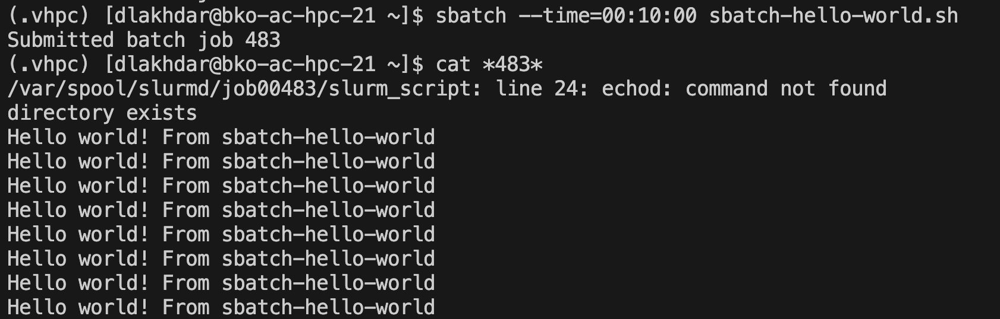 (.vhpc) [dlakhdar@bko-ac-hpc-21 ~]$ sbatch --time=00:10:00 sbatch-hello-world.sh
Submitted batch job 483
(.vhpc) [dlakhdar@bko-ac-hpc-21 ~]$ cat *483*
/var/spool/slurmd/job00483/slurm_script: line 24: echod: command not found
directory exists
Hello world! From sbatch-hello-world
Hello world! From sbatch-hello-world
Hello world! From sbatch-hello-world
Hello world! From sbatch-hello-world
Hello world! From sbatch-hello-world
Hello world! From sbatch-hello-world
Hello world! From sbatch-hello-world
Hello world! From sbatch-hello-world